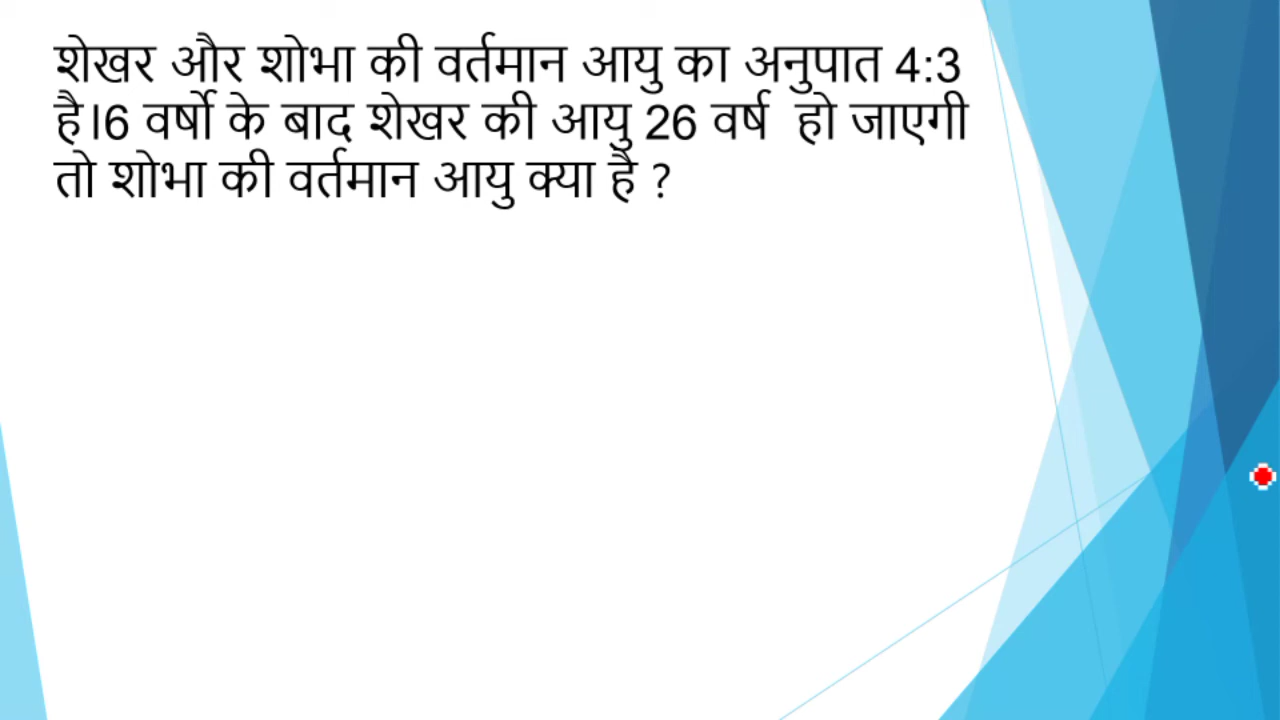 शेखर और शोभा की वर्तमान आयु का अनुपात 4:3
है।6 वर्षो के बाद शेखर की आयु 26 वर्ष  हो जाएगी
तो शोभा की वर्तमान आयु क्या है ?